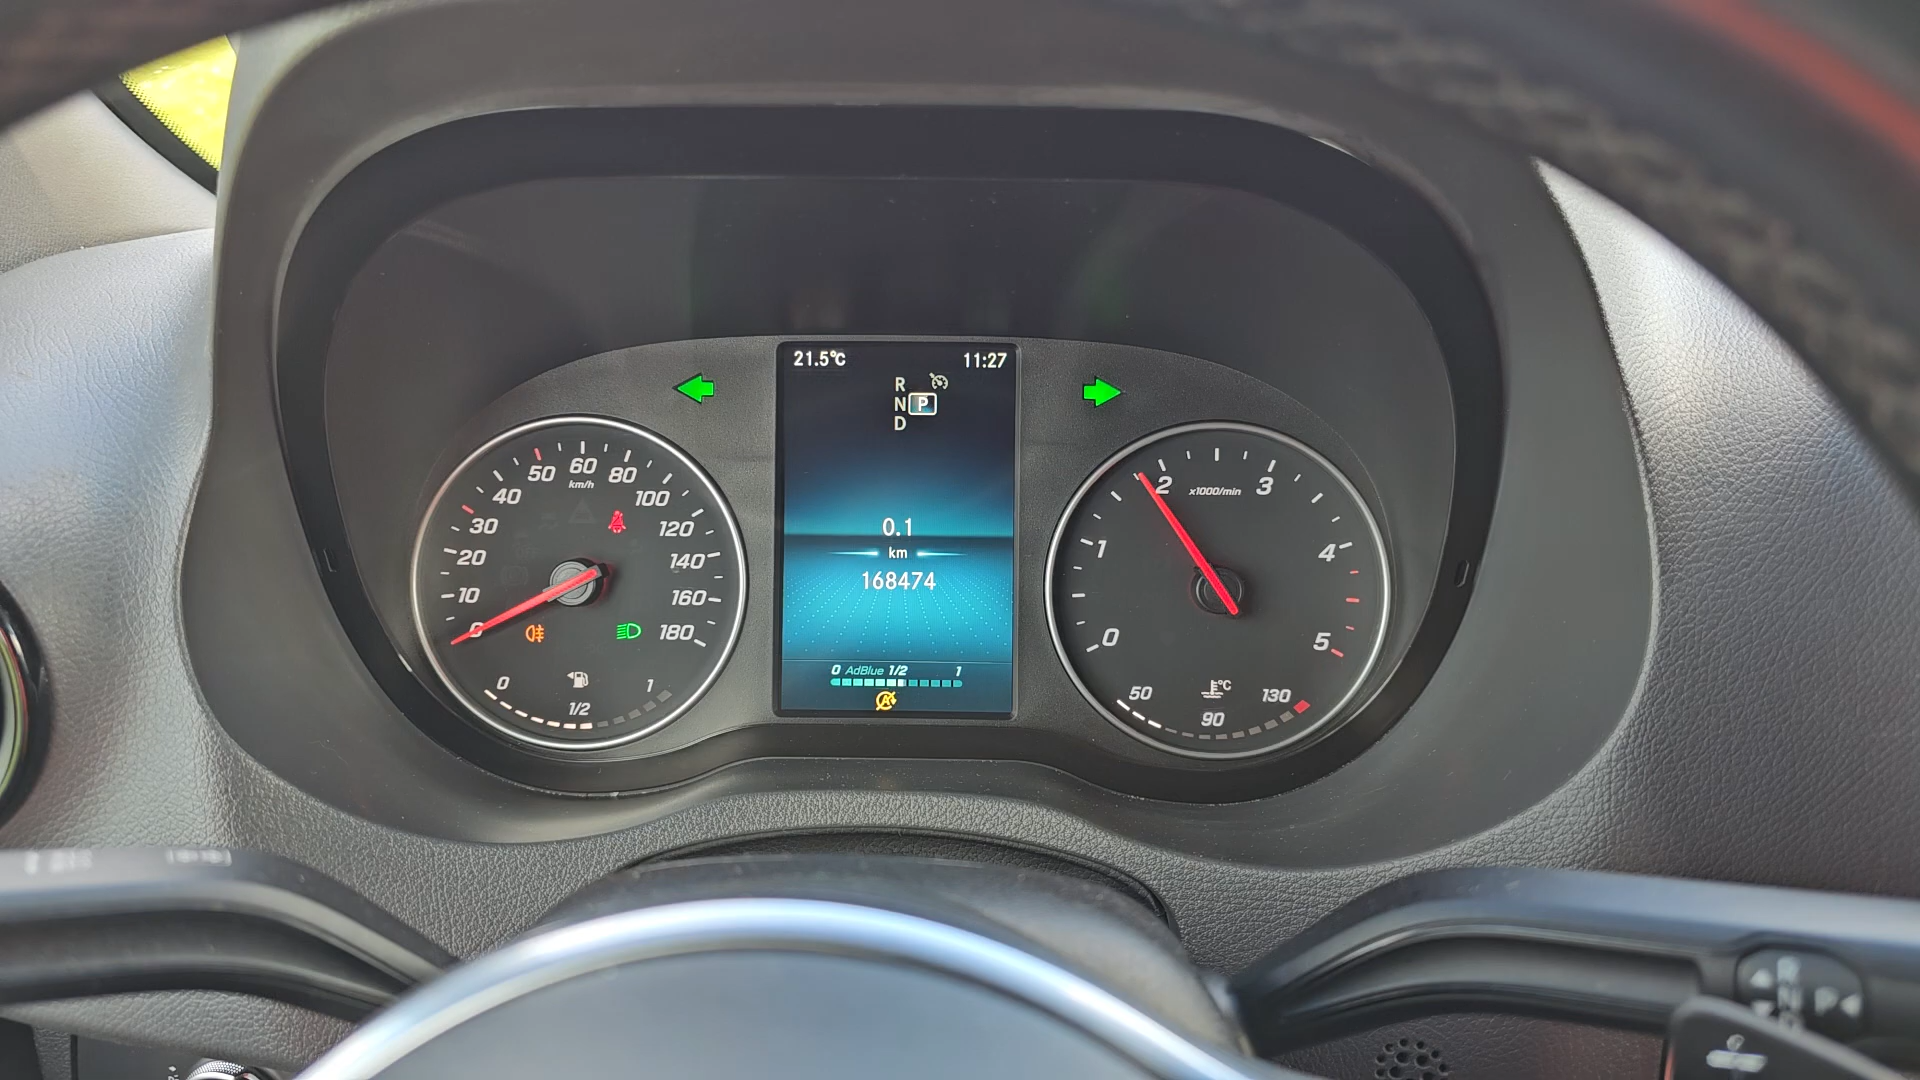 21.5°C 11:27
R
N P
D
0.1
km
168474
0 AdBlue 1/2 1
0
10
20
30
40
50
60
80
100
120
140
160
180
km/h
0 1/2 1
0
1
2
3
4
5
x1000/min
50 90 130
°C
R
N
P